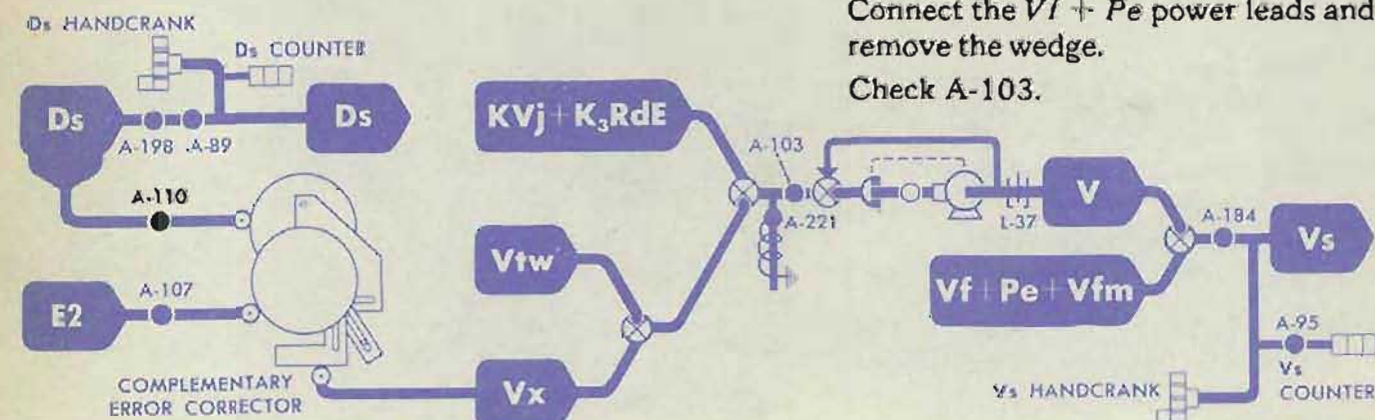 Connect the Vf + Pe power leads and
remove the wedge.
Check A-103.
Ds HANDCRANK
Ds COUNTER
Ds
Ds
A-198 A-89
A-110
E2
A-107
COMPLEMENTARY
ERROR CORRECTOR
KVj + K₃RdE
Vtw
Vx
A-103
A-221
L-37
V
Vf + Pe + Vfm
A-184
Vs
A-95
Vs
COUNTER
Vs HANDCRANK